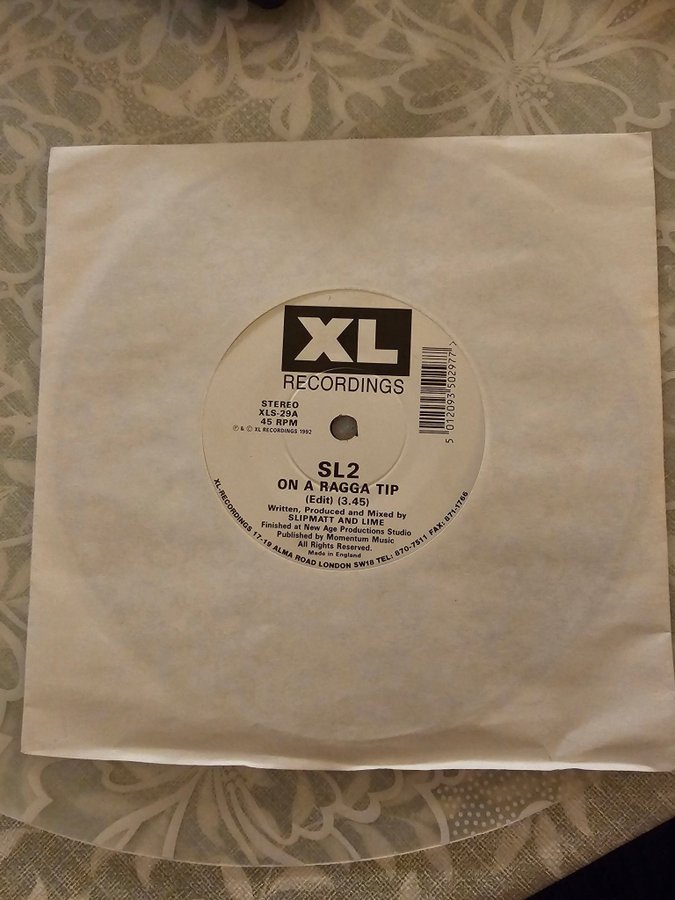 XL
RECORDINGS
STEREO
XLS-29A
45 RPM
℗ & © XL RECORDINGS 1992
5 012093 502977 >
SL2
ON A RAGGA TIP
(Edit) (3.45)
Written, Produced and Mixed by
SLIPMATT AND LIME
Finished at New Age Productions Studio
Published by Momentum Music
All Rights Reserved.
Made in England
XL-RECORDINGS 17-19 ALMA ROAD LONDON SW18 TEL: 870-7511 FAX: 871-1766